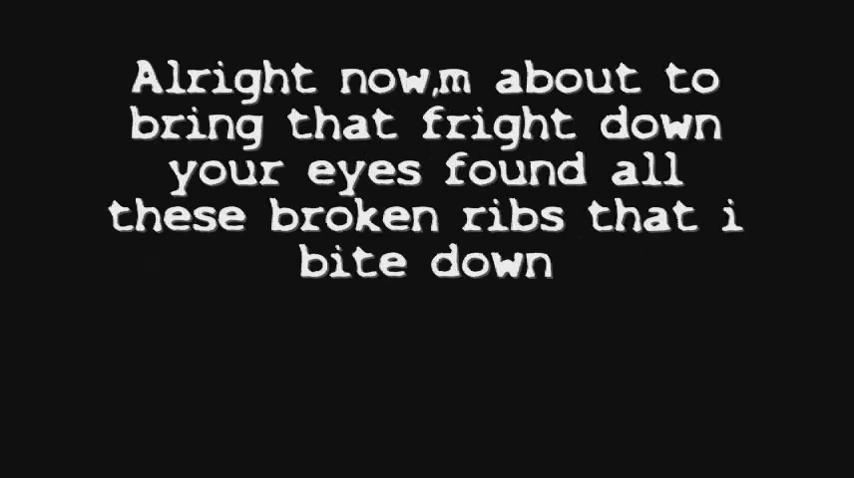 Alright now,m about to
bring that fright down
your eyes found all
these broken ribs that i
bite down